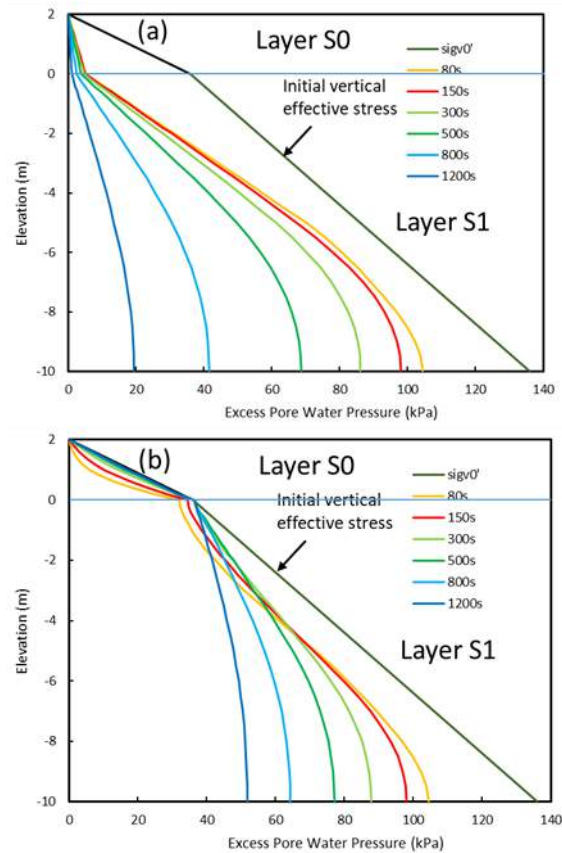 (a)
Layer S0
sigv0'
80s
150s
300s
500s
800s
1200s
Initial vertical
effective stress
Layer S1
Elevation (m)
2
0
-2
-4
-6
-8
-10
0 20 40 60 80 100 120 140
Excess Pore Water Pressure (kPa)
(b)
Layer S0
sigv0'
80s
150s
300s
500s
800s
1200s
Initial vertical
effective stress
Layer S1
Elevation (m)
2
0
-2
-4
-6
-8
-10
0 20 40 60 80 100 120 140
Excess Pore Water Pressure (kPa)